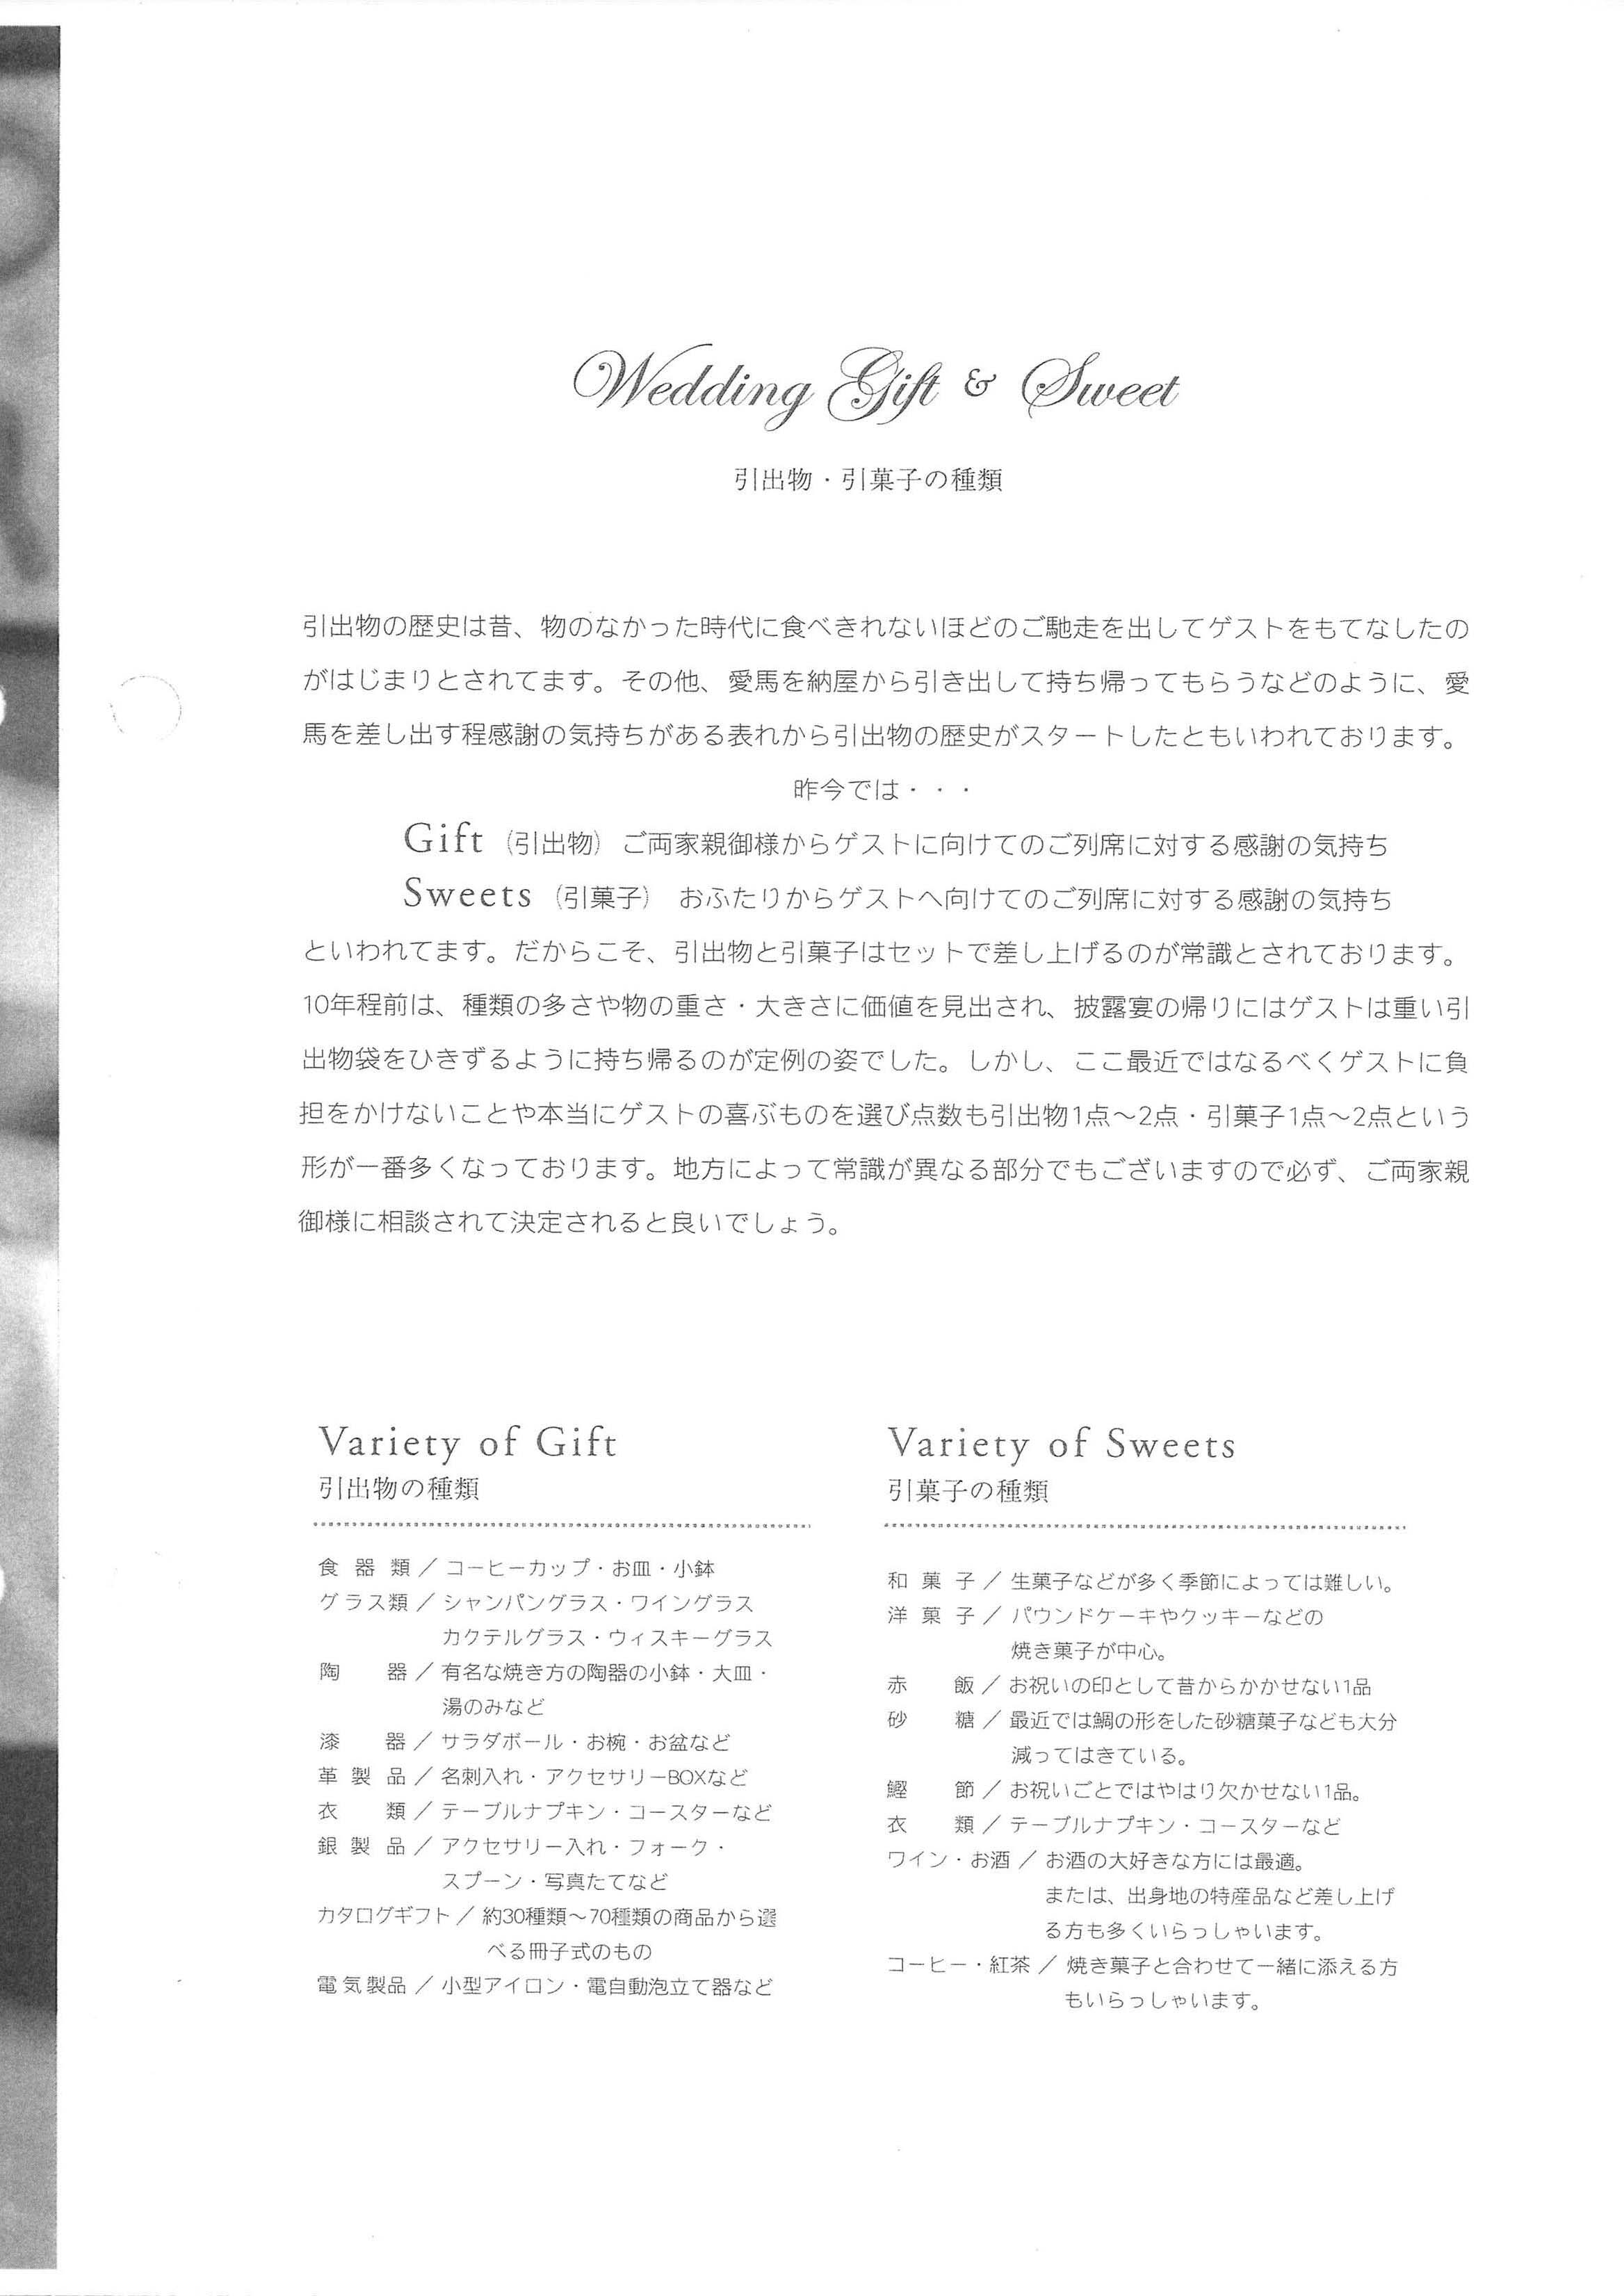 Wedding Gift & Sweet
引出物・引菓子の種類
引出物の歴史は昔、物のなかった時代に食べきれないほどのご馳走を出してゲストをもてなしたの
がはじまりとされてます。その他、愛馬を納屋から引き出して持ち帰ってもらうなどのように、愛
馬を差し出す程感謝の気持ちがある表れから引出物の歴史がスタートしたともいわれております。
昨今では・・・
Gift（引出物）ご両家親御様からゲストに向けてのご列席に対する感謝の気持ち
Sweets（引菓子） おふたりからゲストへ向けてのご列席に対する感謝の気持ち
といわれてます。だからこそ、引出物と引菓子はセットで差し上げるのが常識とされております。
10年程前は、種類の多さや物の重さ・大きさに価値を見出され、披露宴の帰りにはゲストは重い引
出物袋をひきずるように持ち帰るのが定例の姿でした。しかし、ここ最近ではなるべくゲストに負
担をかけないことや本当にゲストの喜ぶものを選び点数も引出物1点～2点・引菓子1点～2点という
形が一番多くなっております。地方によって常識が異なる部分でもございますので必ず、ご両家親
御様に相談されて決定されると良いでしょう。
Variety of Gift
引出物の種類
食器類／コーヒーカップ・お皿・小鉢
グラス類／シャンパングラス・ワイングラス
カクテルグラス・ウィスキーグラス
陶器／有名な焼き方の陶器の小鉢・大皿・
湯のみなど
漆器／サラダボール・お椀・お盆など
革製品／名刺入れ・アクセサリーBOXなど
衣類／テーブルナプキン・コースターなど
銀製品／アクセサリー入れ・フォーク・
スプーン・写真たてなど
カタログギフト／約30種類～70種類の商品から選
べる冊子式のもの
電気製品／小型アイロン・電自動泡立て器など
Variety of Sweets
引菓子の種類
和菓子／生菓子などが多く季節によっては難しい。
洋菓子／パウンドケーキやクッキーなどの
焼き菓子が中心。
赤飯／お祝いの印として昔からかかせない1品
砂糖／最近では鯛の形をした砂糖菓子なども大分
減ってはきている。
鰹節／お祝いごとではやはり欠かせない1品。
衣類／テーブルナプキン・コースターなど
ワイン・お酒／お酒の大好きな方には最適。
または、出身地の特産品など差し上げ
る方も多くいらっしゃいます。
コーヒー・紅茶／焼き菓子と合わせて一緒に添える方
もいらっしゃいます。